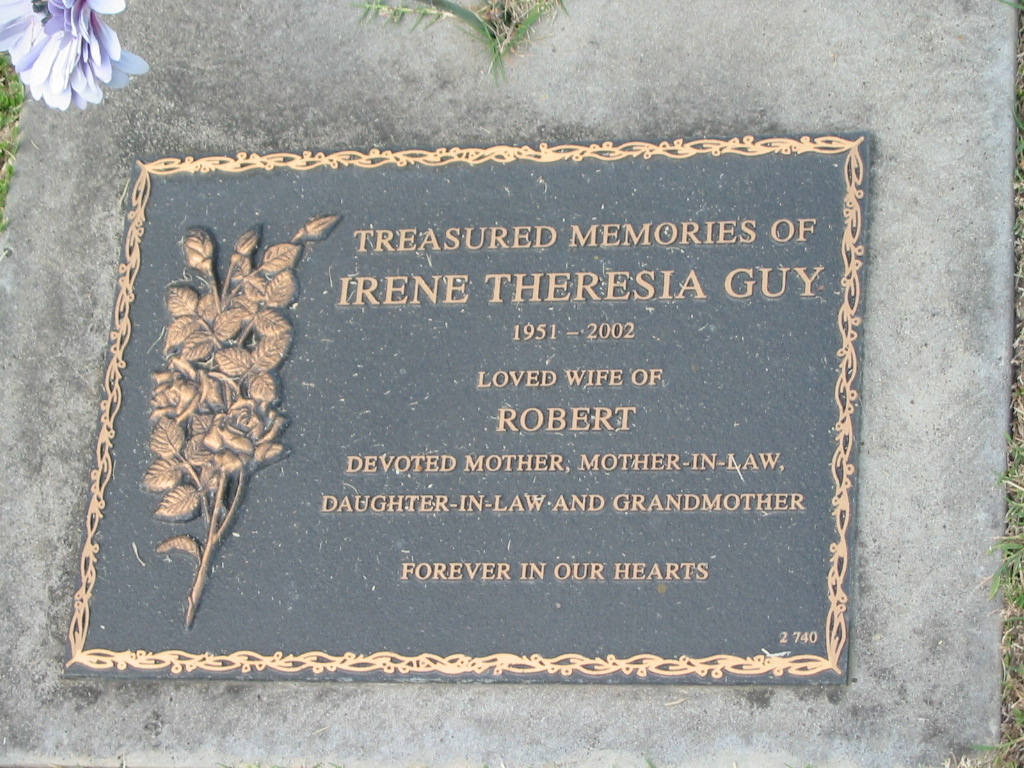 TREASURED MEMORIES OF
IRENE THERESIA GUY
1951 – 2002
LOVED WIFE OF
ROBERT
DEVOTED MOTHER, MOTHER-IN-LAW,
DAUGHTER-IN-LAW AND GRANDMOTHER
FOREVER IN OUR HEARTS
2 740